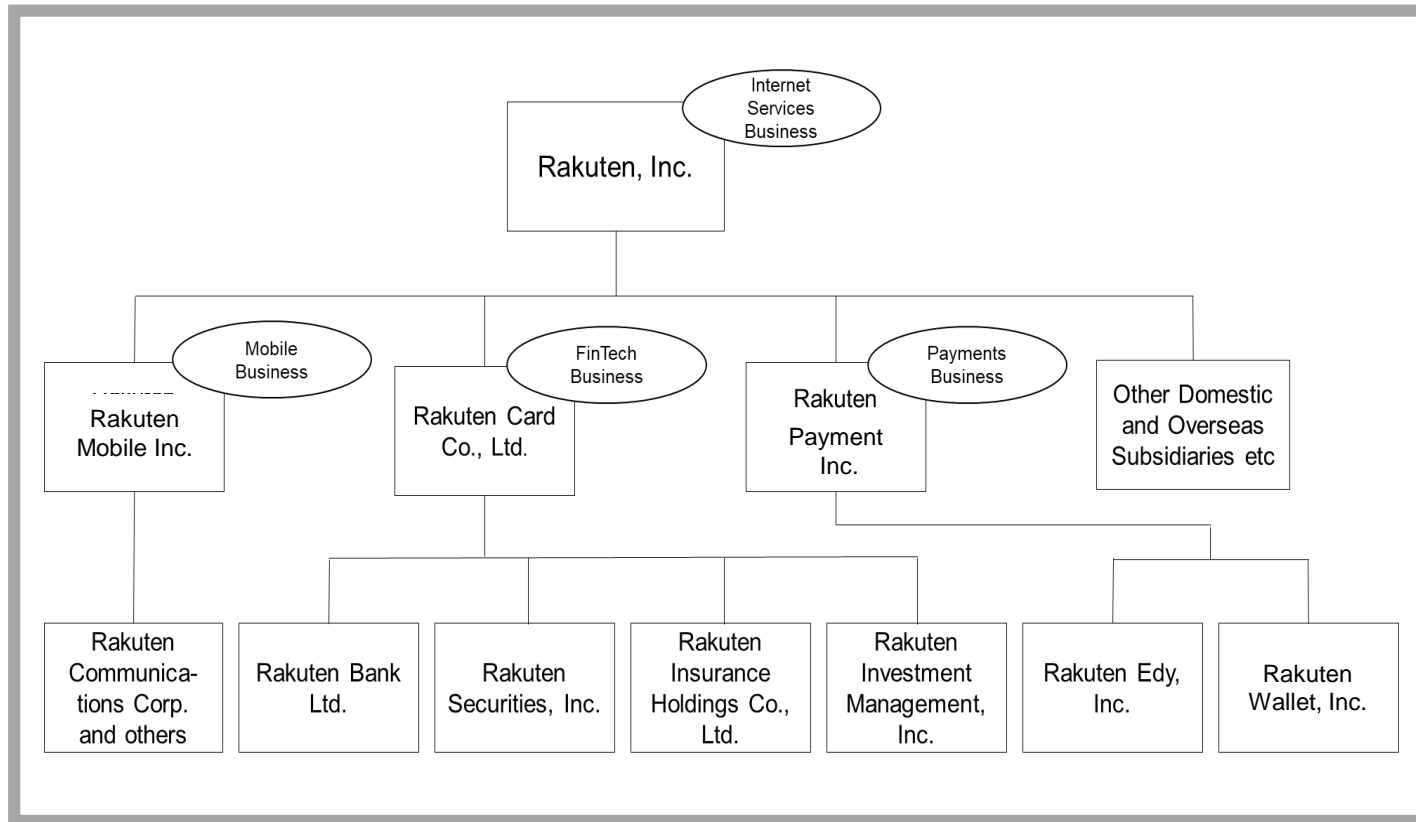 Internet
Services
Business
Rakuten, Inc.
Mobile
Business
Rakuten
Mobile Inc.
FinTech
Business
Rakuten Card
Co., Ltd.
Payments
Business
Rakuten
Payment
Inc.
Other Domestic
and Overseas
Subsidiaries etc
Rakuten
Communica-
tions Corp.
and others
Rakuten Bank
Ltd.
Rakuten
Securities, Inc.
Rakuten
Insurance
Holdings Co.,
Ltd.
Rakuten
Investment
Management,
Inc.
Rakuten Edy,
Inc.
Rakuten
Wallet, Inc.